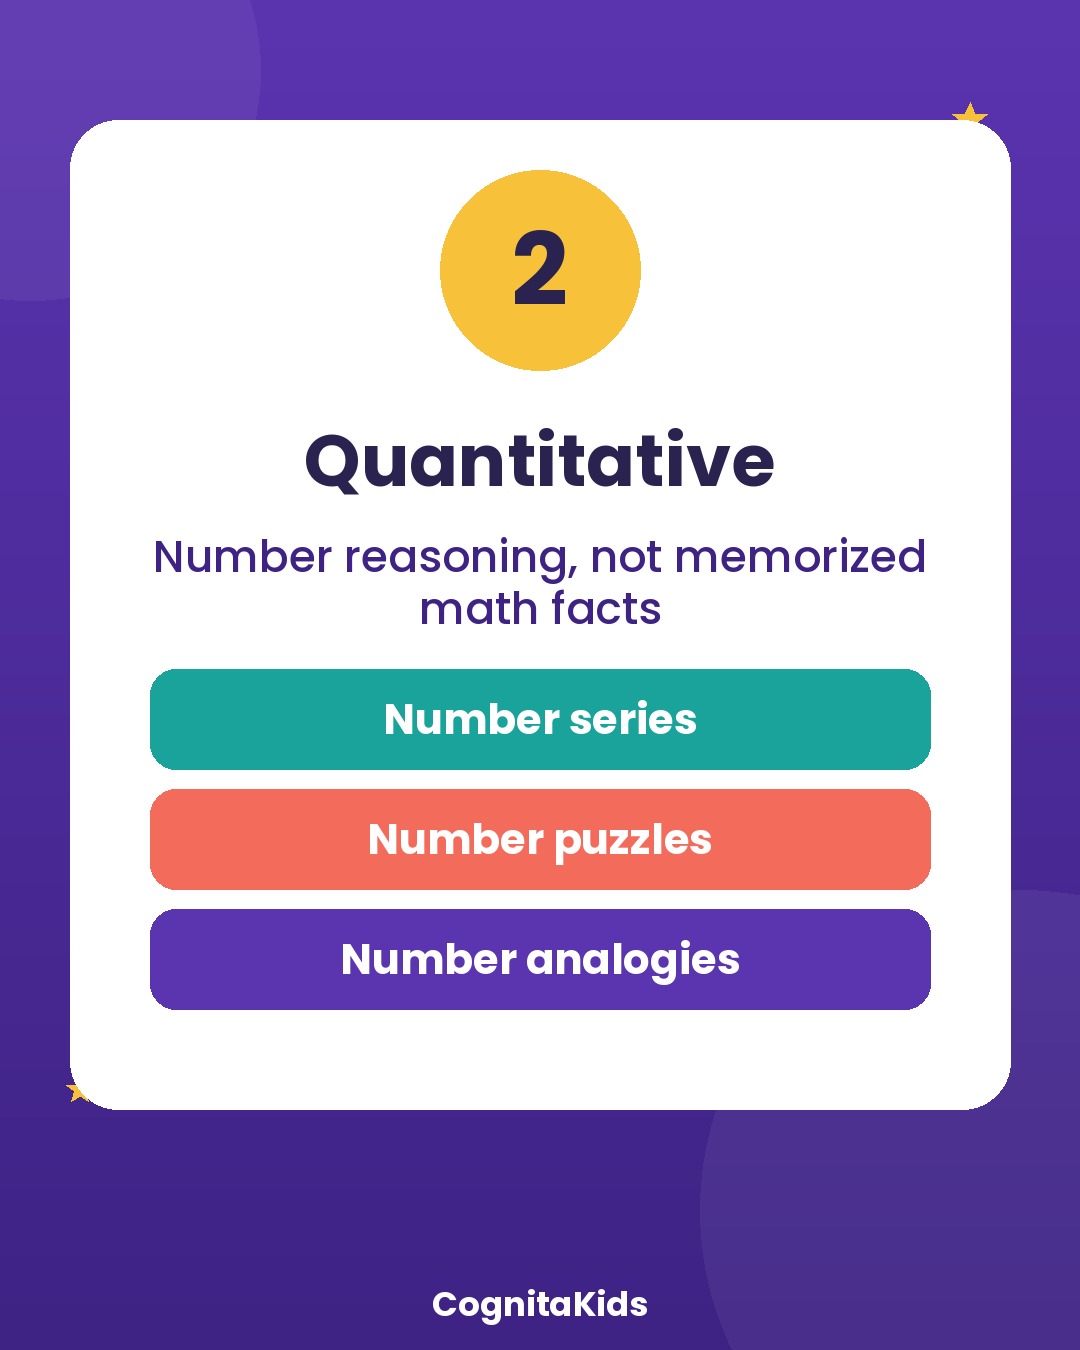 2
Quantitative
Number reasoning, not memorized
math facts
Number series
Number puzzles
Number analogies
CognitaKids